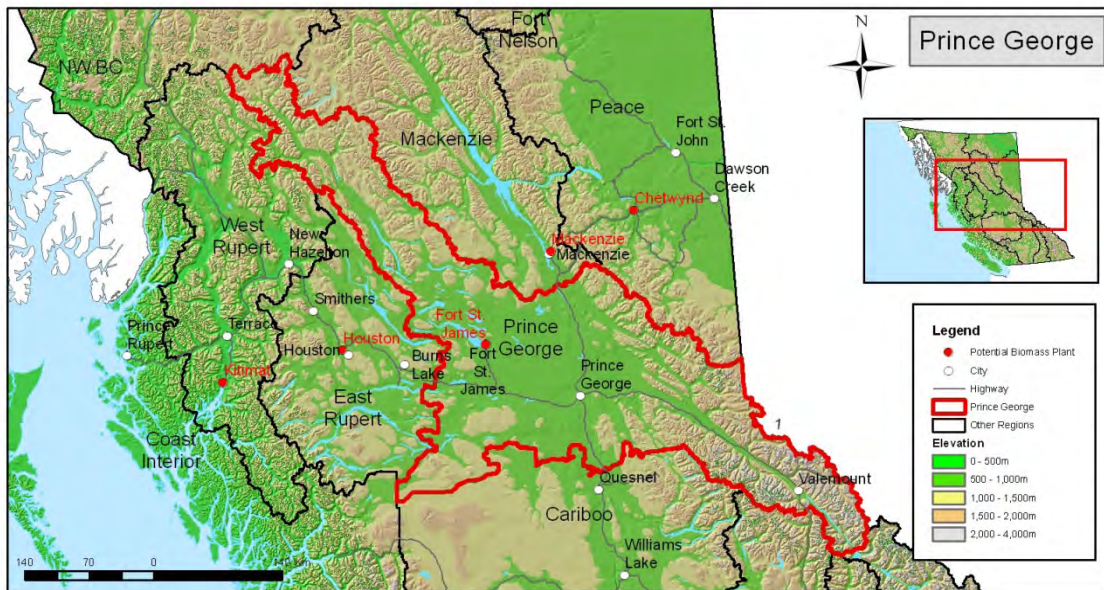 Prince George
N
Fort
Nelson
NW BC
Peace
Fort St.
John
Mackenzie
Dawson
Creek
Chetwynd
West
Rupert
New
Hazelton
Mackenzie
Mackenzie
Smithers
Fort St
James
Prince
George
Prince
Rupert
Terrace
Houston
Houston
Burns
Lake
Fort
St.
James
Prince
George
Kitimat
East
Rupert
1
Coast
Interior
Quesnel
Valemount
Cariboo
Williams
Lake
140
70
0
Legend
Potential Biomass Plant
City
Highway
Prince George
Other Regions
Elevation
0 - 500m
500 - 1,000m
1,000 - 1,500m
1,500 - 2,000m
2,000 - 4,000m